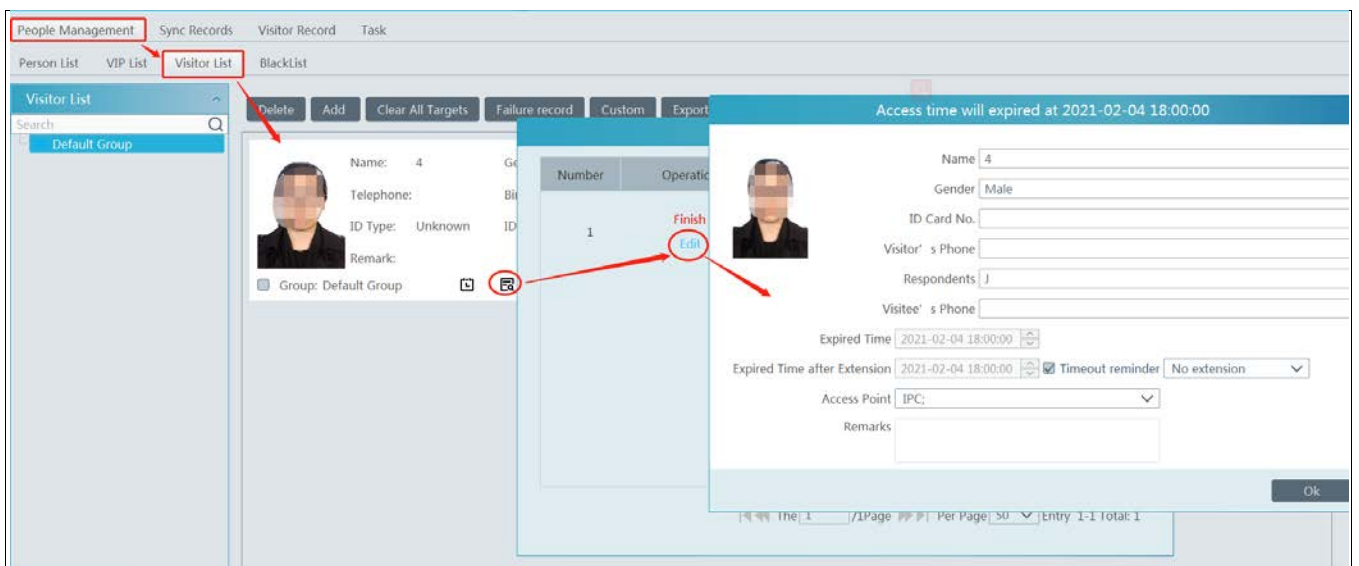 People Management Sync Records Visitor Record Task
Person List VIP List Visitor List BlackList
Visitor List
Search
Default Group
Delete Add Clear All Targets Failure record Custom Export
Name: 4
Telephone:
ID Type: Unknown ID
Remark:
Group: Default Group
Number
1 Finish
Edit
Access time will expired at 2021-02-04 18:00:00
Name 4
Gender Male
ID Card No.
Visitor' s Phone
Respondents J
Visitee' s Phone
Expired Time 2021-02-04 18:00:00
Expired Time after Extension 2021-02-04 18:00:00 Timeout reminder No extension
Access Point IPC;
Remarks
Ok
The 1 /1Page Per Page 50 Entry 1-1 Total: 1